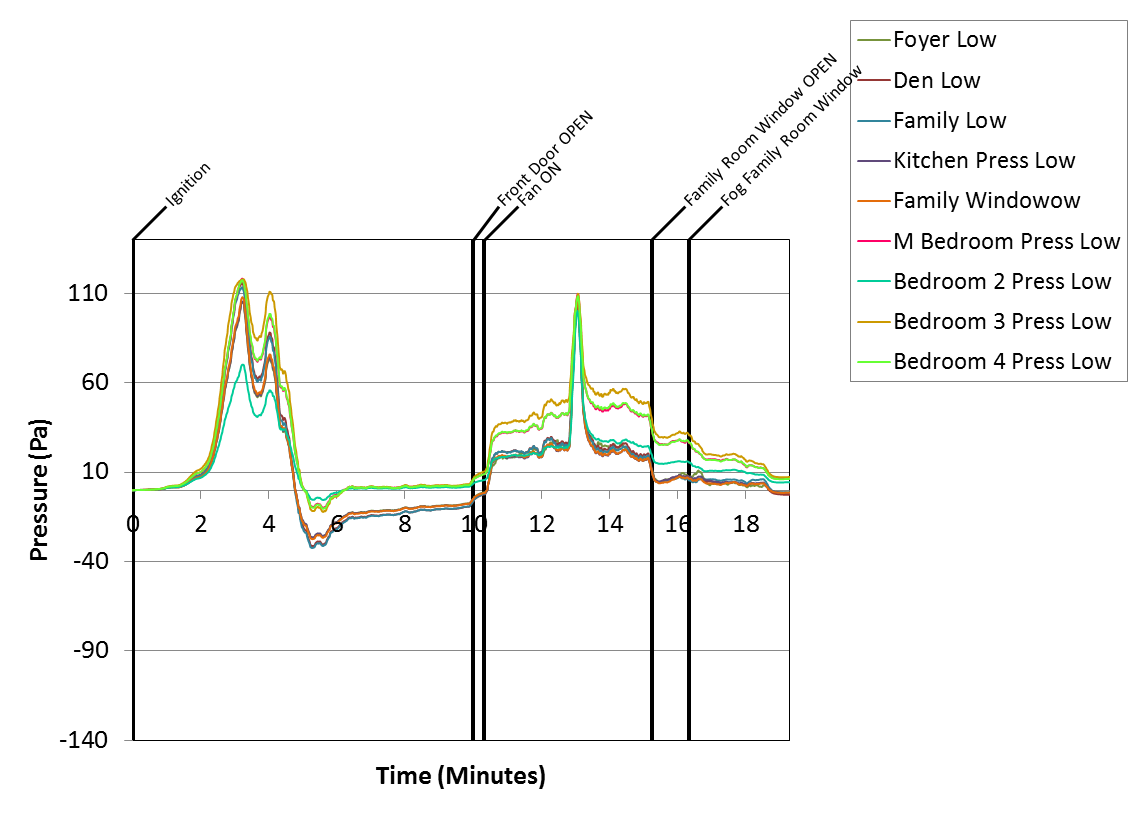 Foyer Low
Den Low
Family Low
Kitchen Press Low
Family Windowow
M Bedroom Press Low
Bedroom 2 Press Low
Bedroom 3 Press Low
Bedroom 4 Press Low
Ignition
Front Door OPEN
Fan ON
Family Room Window OPEN
Fog Family Room Window
110
60
10
-40
-90
-140
Pressure (Pa)
0 2 4 6 8 10 12 14 16 18
Time (Minutes)